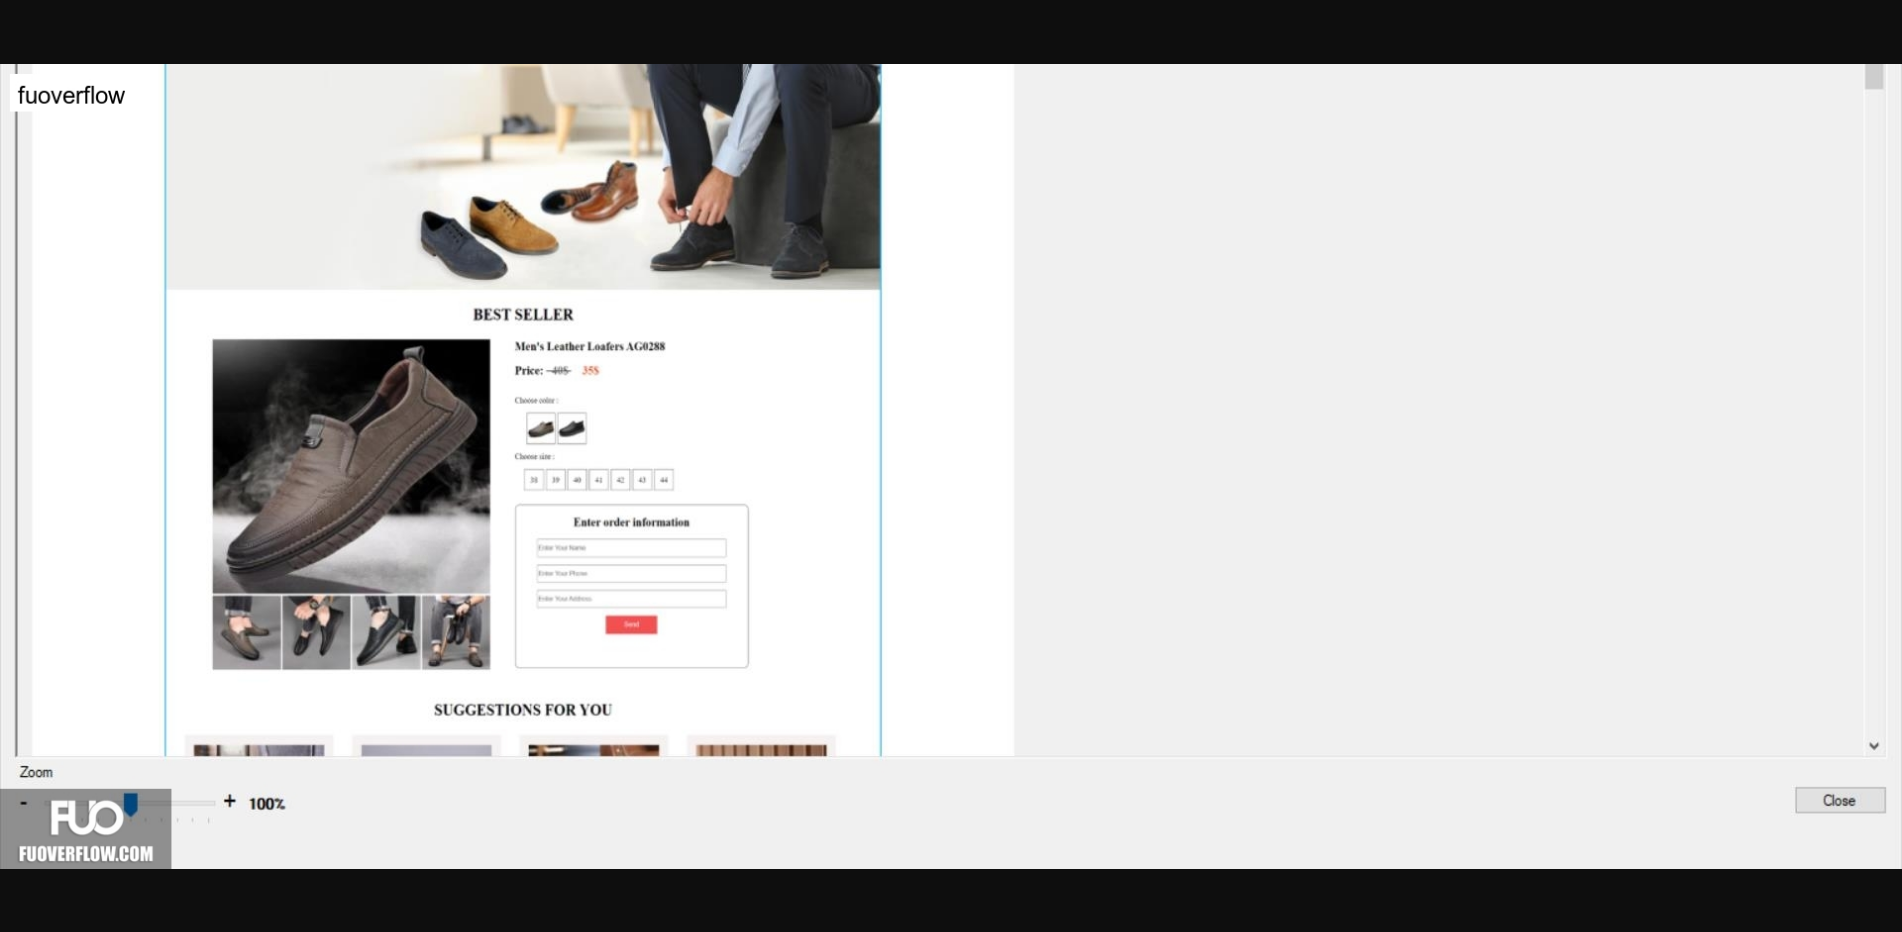 fuoverflow
BEST SELLER
Men's Leather Loafers AG0288
Price: 40$ 35$
Choose color :
Choose size :
38 39 40 41 42 43 44
Enter order information
Enter Your Name
Enter Your Phone
Enter Your Address
Send
SUGGESTIONS FOR YOU
Zoom
- + 100%
Close
FUO
FUOVERFLOW.COM